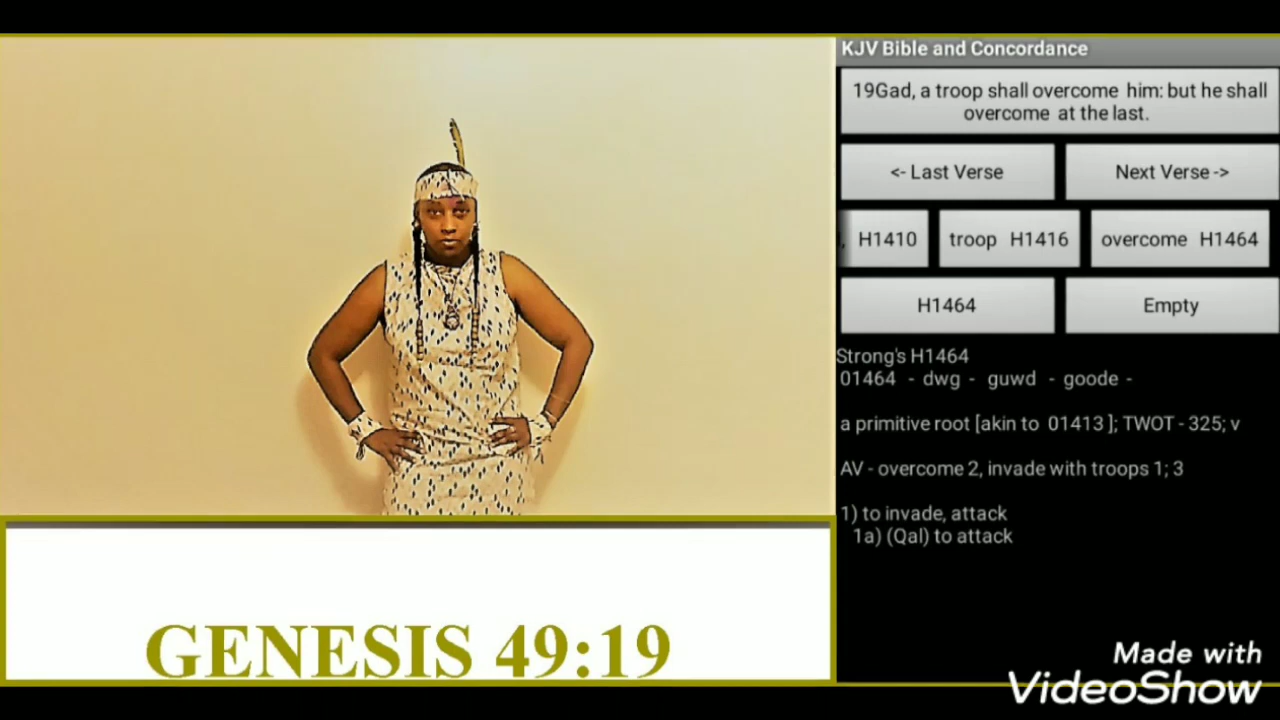 KJV Bible and Concordance
19Gad, a troop shall overcome him: but he shall
overcome at the last.
<- Last Verse
Next Verse ->
, H1410
troop H1416
overcome H1464
H1464
Empty
Strong's H1464
01464 - dwg - guwd - goode -
a primitive root [akin to 01413 ]; TWOT - 325; v
AV - overcome 2, invade with troops 1; 3
1) to invade, attack
1a) (Qal) to attack
GENESIS 49:19
Made with
VideoShow